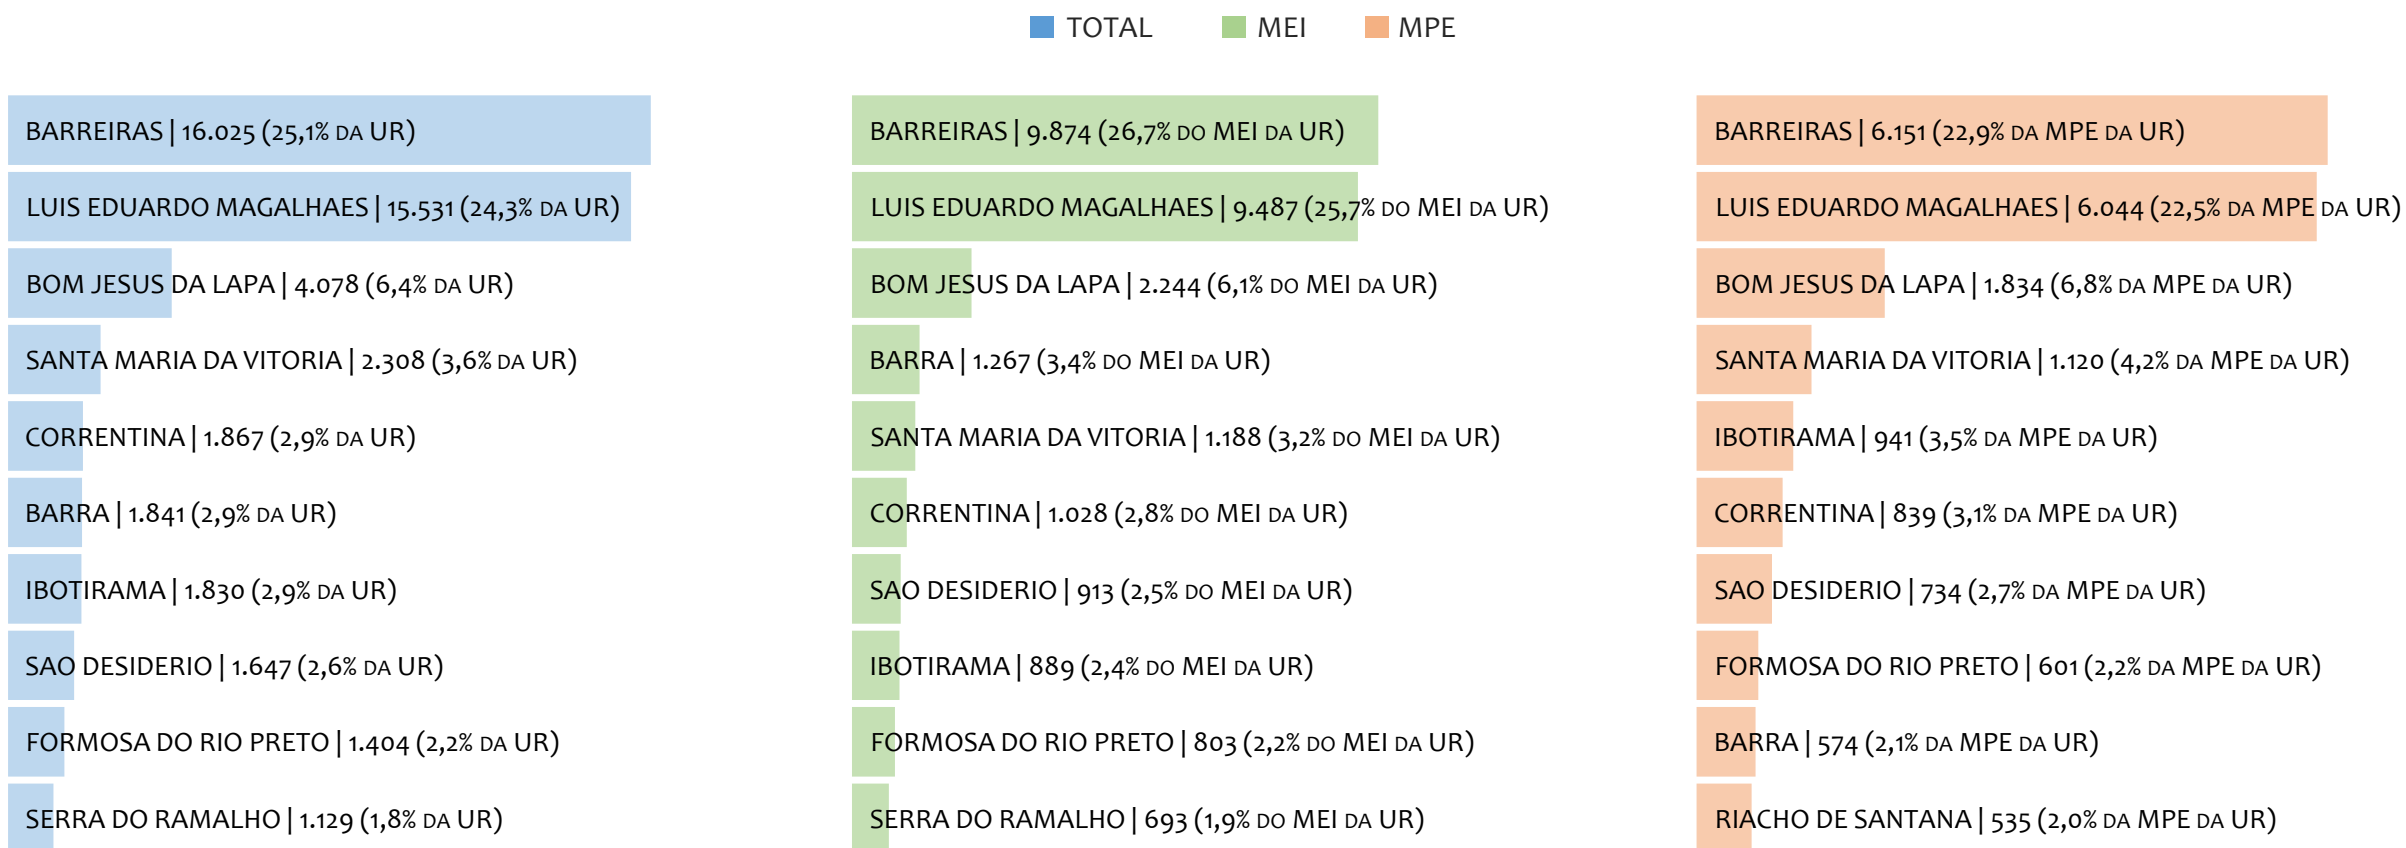 TOTAL MEI MPE
BARREIRAS | 16.025 (25,1% DA UR)
LUIS EDUARDO MAGALHAES | 15.531 (24,3% DA UR)
BOM JESUS DA LAPA | 4.078 (6,4% DA UR)
SANTA MARIA DA VITORIA | 2.308 (3,6% DA UR)
CORRENTINA | 1.867 (2,9% DA UR)
BARRA | 1.841 (2,9% DA UR)
IBOTIRAMA | 1.830 (2,9% DA UR)
SAO DESIDERIO | 1.647 (2,6% DA UR)
FORMOSA DO RIO PRETO | 1.404 (2,2% DA UR)
SERRA DO RAMALHO | 1.129 (1,8% DA UR)
BARREIRAS | 9.874 (26,7% DO MEI DA UR)
LUIS EDUARDO MAGALHAES | 9.487 (25,7% DO MEI DA UR)
BOM JESUS DA LAPA | 2.244 (6,1% DO MEI DA UR)
BARRA | 1.267 (3,4% DO MEI DA UR)
SANTA MARIA DA VITORIA | 1.188 (3,2% DO MEI DA UR)
CORRENTINA | 1.028 (2,8% DO MEI DA UR)
SAO DESIDERIO | 913 (2,5% DO MEI DA UR)
IBOTIRAMA | 889 (2,4% DO MEI DA UR)
FORMOSA DO RIO PRETO | 803 (2,2% DO MEI DA UR)
SERRA DO RAMALHO | 693 (1,9% DO MEI DA UR)
BARREIRAS | 6.151 (22,9% DA MPE DA UR)
LUIS EDUARDO MAGALHAES | 6.044 (22,5% DA MPE DA UR)
BOM JESUS DA LAPA | 1.834 (6,8% DA MPE DA UR)
SANTA MARIA DA VITORIA | 1.120 (4,2% DA MPE DA UR)
IBOTIRAMA | 941 (3,5% DA MPE DA UR)
CORRENTINA | 839 (3,1% DA MPE DA UR)
SAO DESIDERIO | 734 (2,7% DA MPE DA UR)
FORMOSA DO RIO PRETO | 601 (2,2% DA MPE DA UR)
BARRA | 574 (2,1% DA MPE DA UR)
RIACHO DE SANTANA | 535 (2,0% DA MPE DA UR)